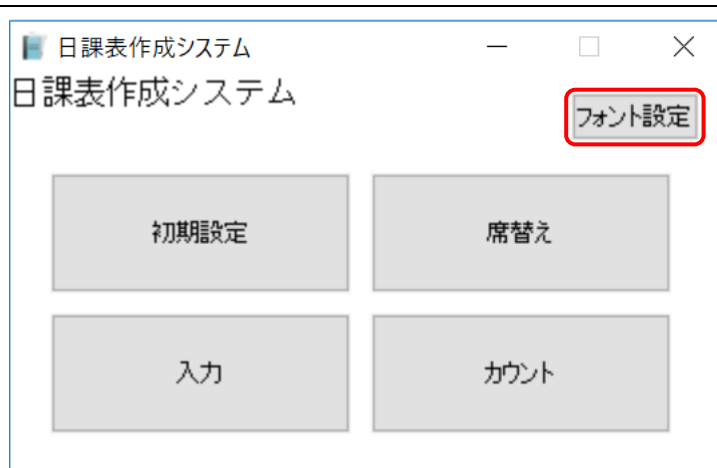 日課表作成システム
日課表作成システム
フォント設定
初期設定
席替え
入力
カウント